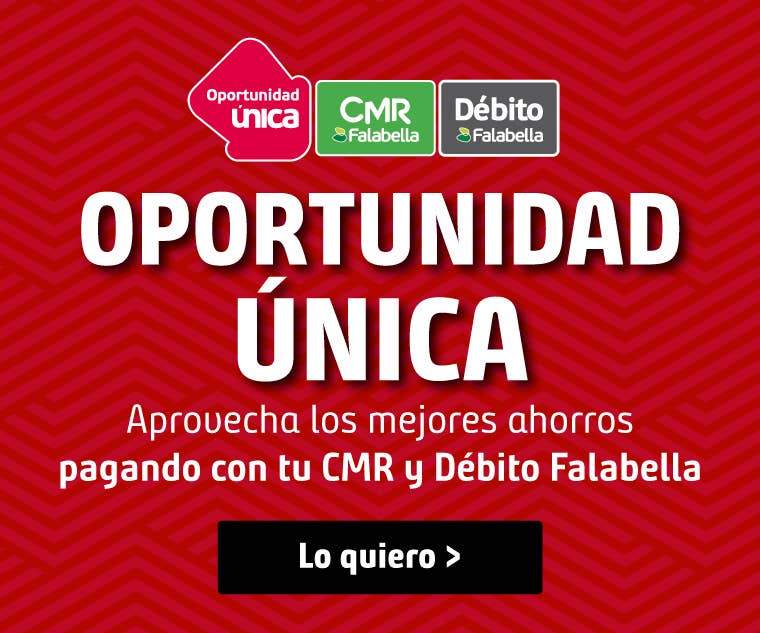 Oportunidad
única
CMR
Falabella
Débito
Falabella
OPORTUNIDAD
ÚNICA
Aprovecha los mejores ahorros
pagando con tu CMR y Débito Falabella
Lo quiero >